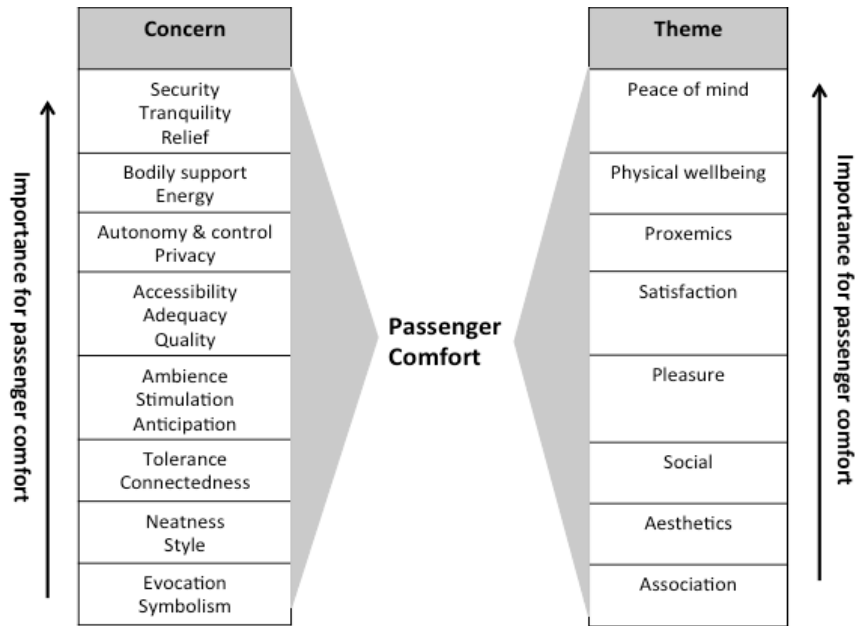 Concern
Security
Tranquility
Relief
Bodily support
Energy
Autonomy & control
Privacy
Accessibility
Adequacy
Quality
Ambience
Stimulation
Anticipation
Tolerance
Connectedness
Neatness
Style
Evocation
Symbolism
Importance for passenger comfort
Passenger
Comfort
Theme
Peace of mind
Physical wellbeing
Proxemics
Satisfaction
Pleasure
Social
Aesthetics
Association
Importance for passenger comfort